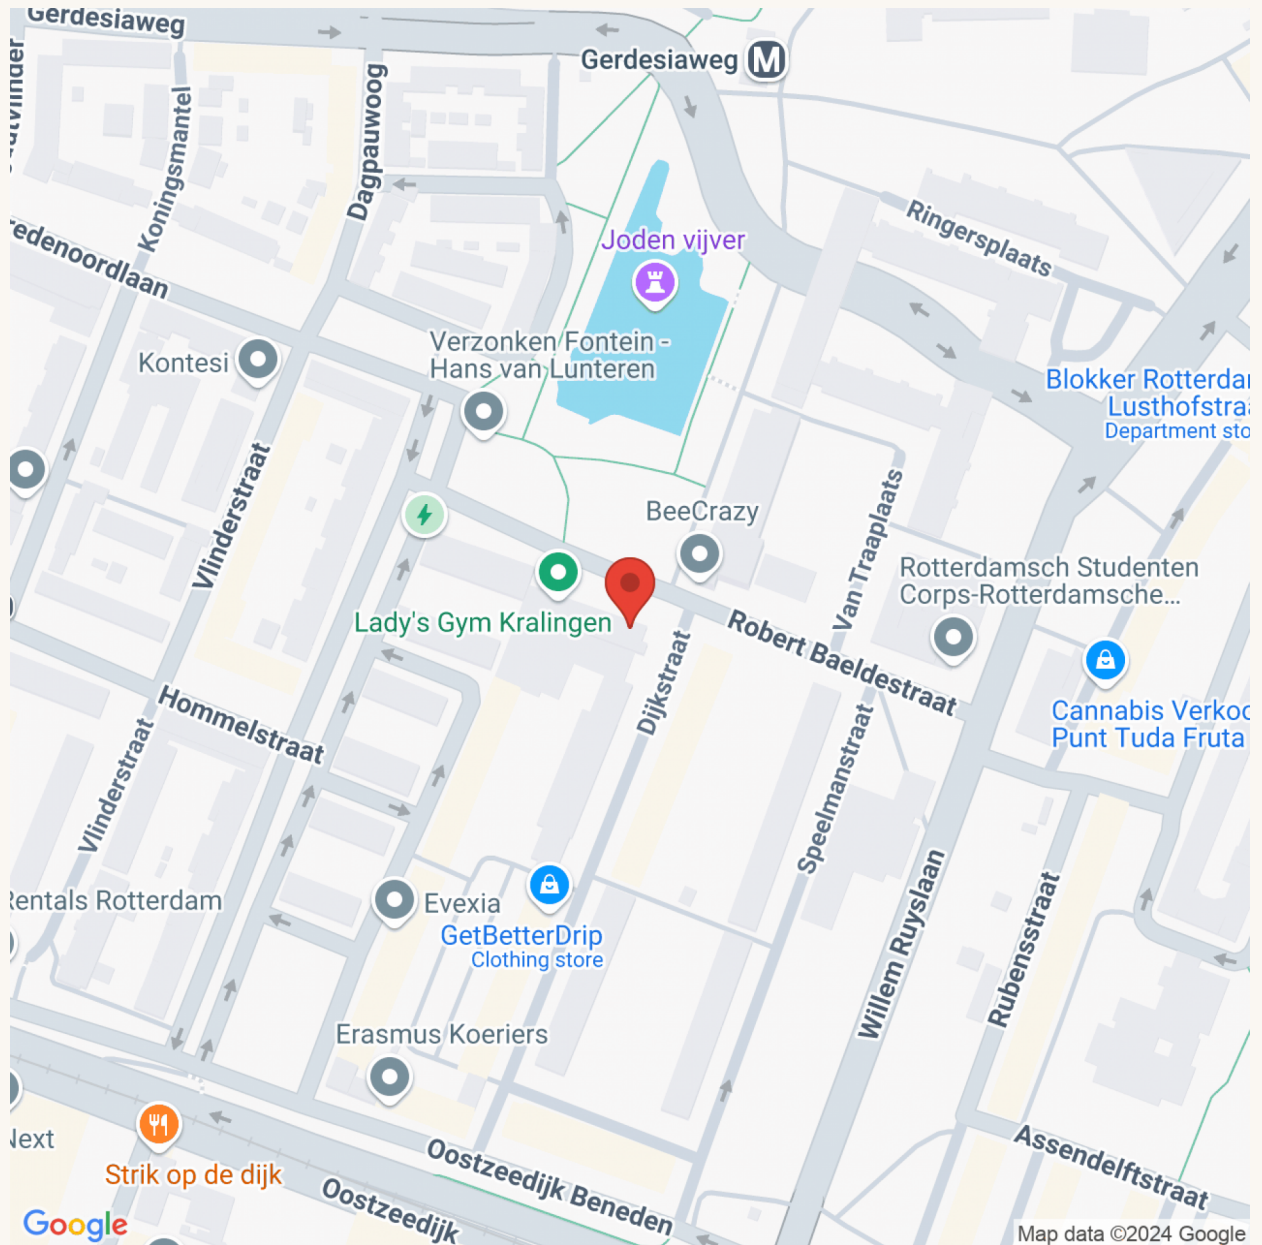 Gerdesiaweg
Gerdesiaweg
M
Koningsmantel
Dagpauwoog
Ringersplaats
Joden vijver
Verzonken Fontein -
Hans van Lunteren
Kontesi
Blokker Rotterda
Lusthofstra
Department sto
Vlinderstraat
BeeCrazy
Van Traaplaats
Rotterdamsch Studenten
Corps-Rotterdamsche...
Lady's Gym Kralingen
Robert Baeldestraat
Dijkstraat
Cannabis Verkoo
Punt Tuda Fruta
Hommelstraat
Vlinderstraat
Speelmanstraat
Rentals Rotterdam
Evexia
GetBetterDrip
Clothing store
Willem Ruyslaan
Rubensstraat
Erasmus Koeriers
Next
Strik op de dijk
Oostzeedijk Beneden
Oostzeedijk
Assendelftstraat
Google
Map data ©2024 Google